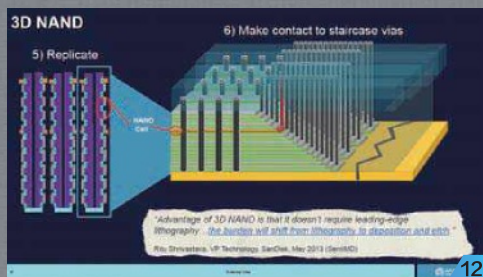 3D NAND
6) Make contact to staircase vias
5) Replicate
NAND
Cell
"Advantage of 3D NAND is that it doesn't require leading-edge
lithography...the burden will shift from lithography to deposition and etch."
Ritu Shrivastava, VP Technology, SanDisk, May 2013 (SemiMD)
12